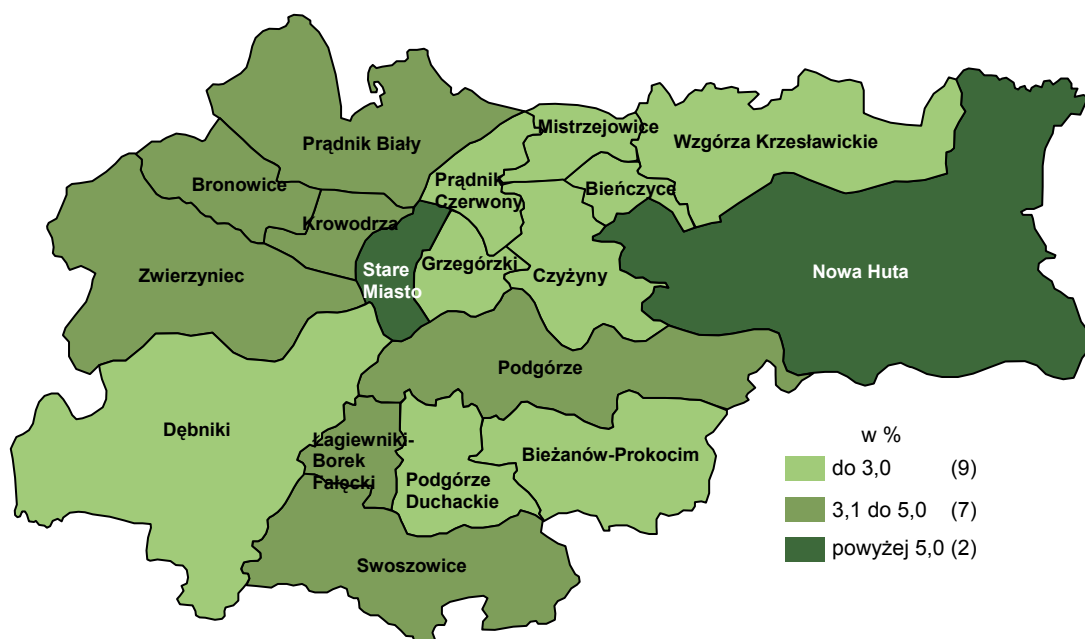 Mistrzejowice
Wzgórza Krzesławickie
Prądnik Biały
Bronowice
Prądnik
Czerwony
Bieńczyce
Krowodrza
Zwierzyniec
Stare
Miasto
Grzegórzki
Czyżyny
Nowa Huta
Podgórze
Dębniki
Łagiewniki-
Borek
Fałęcki
Podgórze
Duchackie
Bieżanów-Prokocim
Swoszowice
w %
do 3,0 (9)
3,1 do 5,0 (7)
powyżej 5,0 (2)